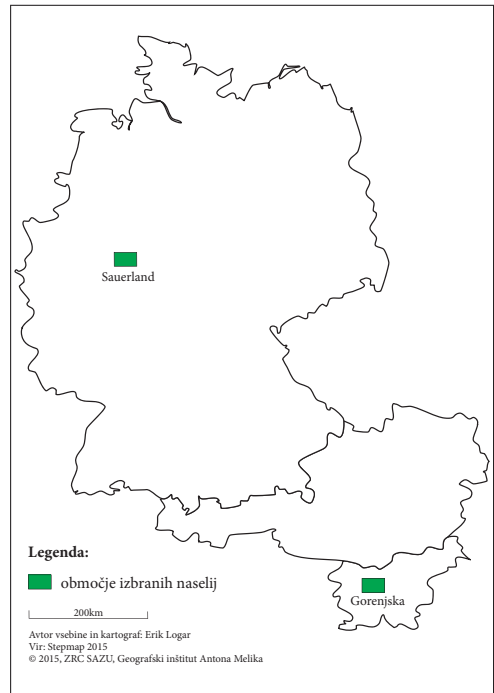 Sauerland
Legenda:
območje izbranih naselij
Gorenjska
200km
Avtor vsebine in kartograf: Erik Logar
Vir: Stepmap 2015
© 2015, ZRC SAZU, Geografski inštitut Antona Melika